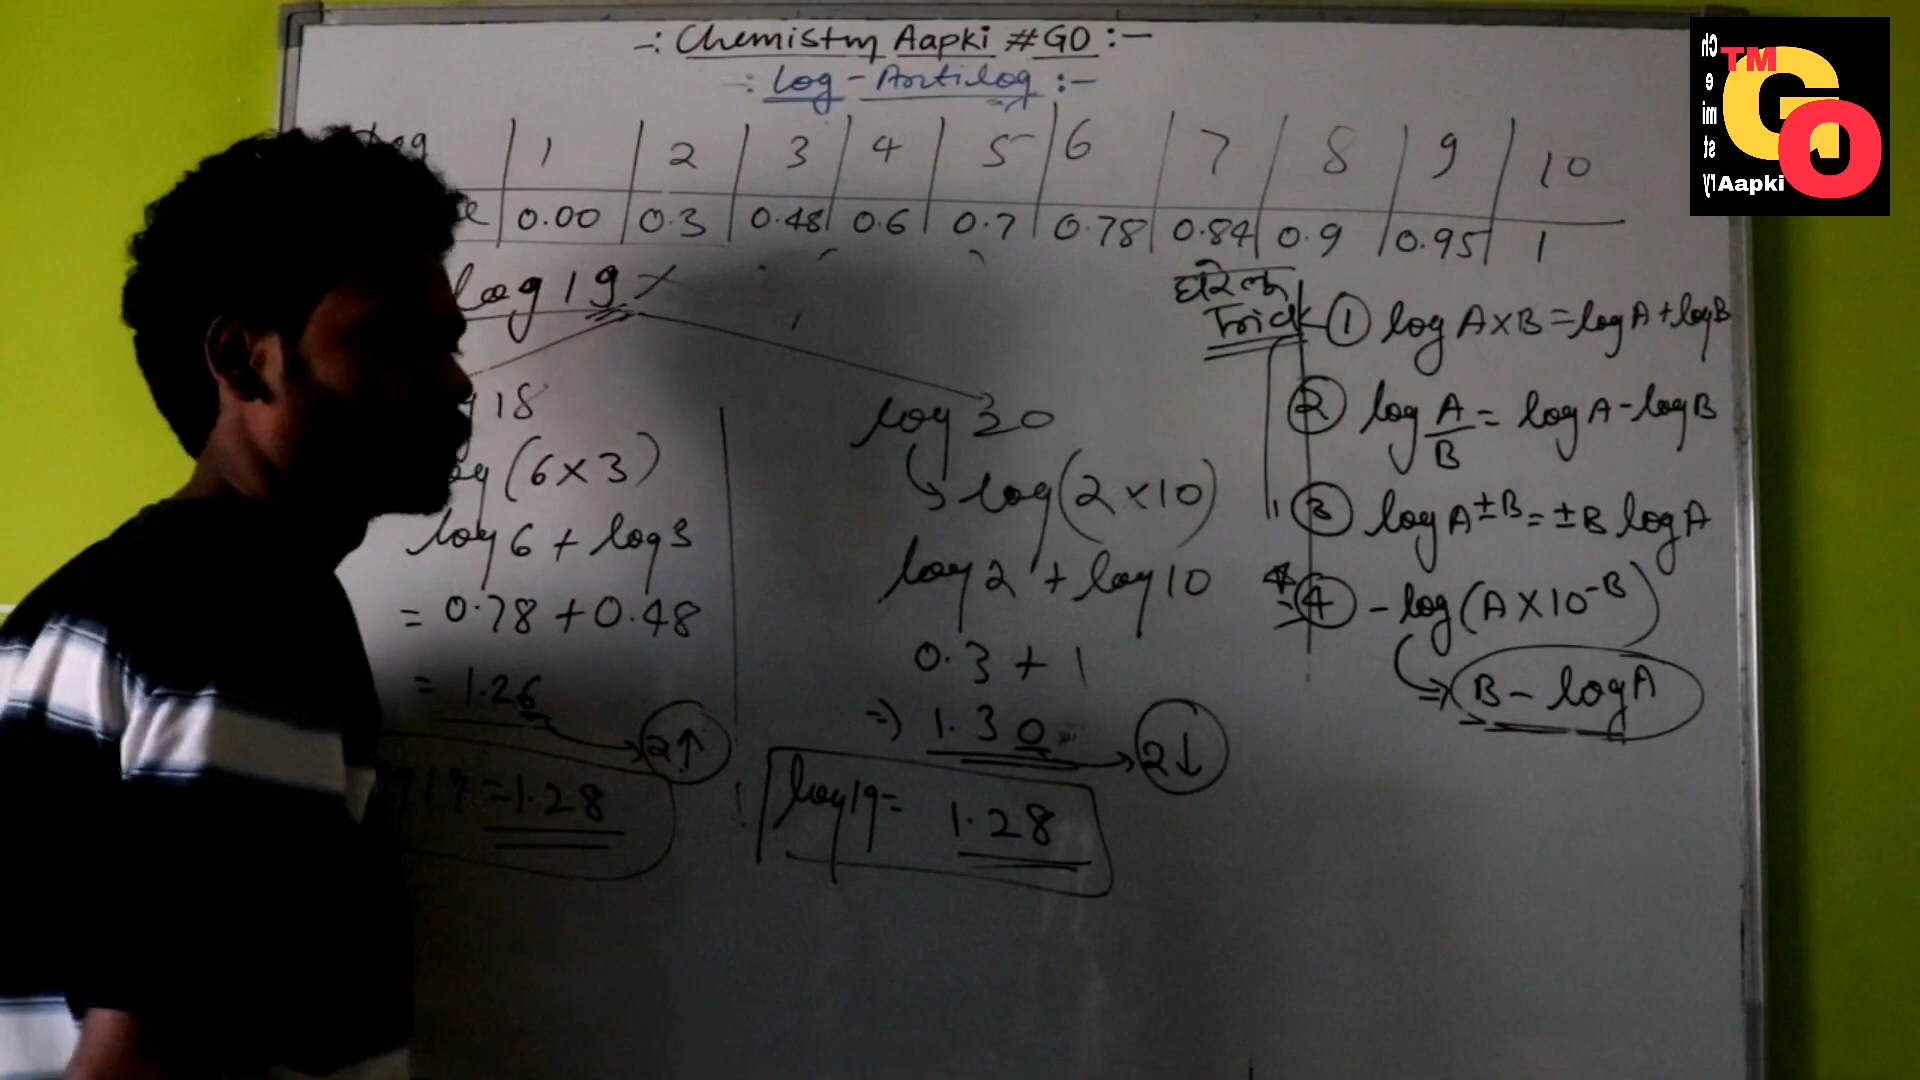 -: Chemistry Aapki #GO :-
-: Log - Antilog :-
1 2 3 4 5 6 7 8 9 10
0.00 0.3 0.48 0.6 0.7 0.78 0.84 0.9 0.95 1
log 19 ×
18
(6×3)
log 6 + log 3
= 0.78 + 0.48
= 1.26
2↑
= 1.28
log 20
↳ log(2×10)
log 2 + log 10
0.3 + 1
⇒ 1.30
2↓
log 19 = 1.28
घरेलू
Trick
① log A×B = log A + log B
② log A/B = log A - log B
③ log A^±B = ±B log A
④ - log(A×10^-B)
⇒ B - log A
Chemistry
TM
GO
Aapki